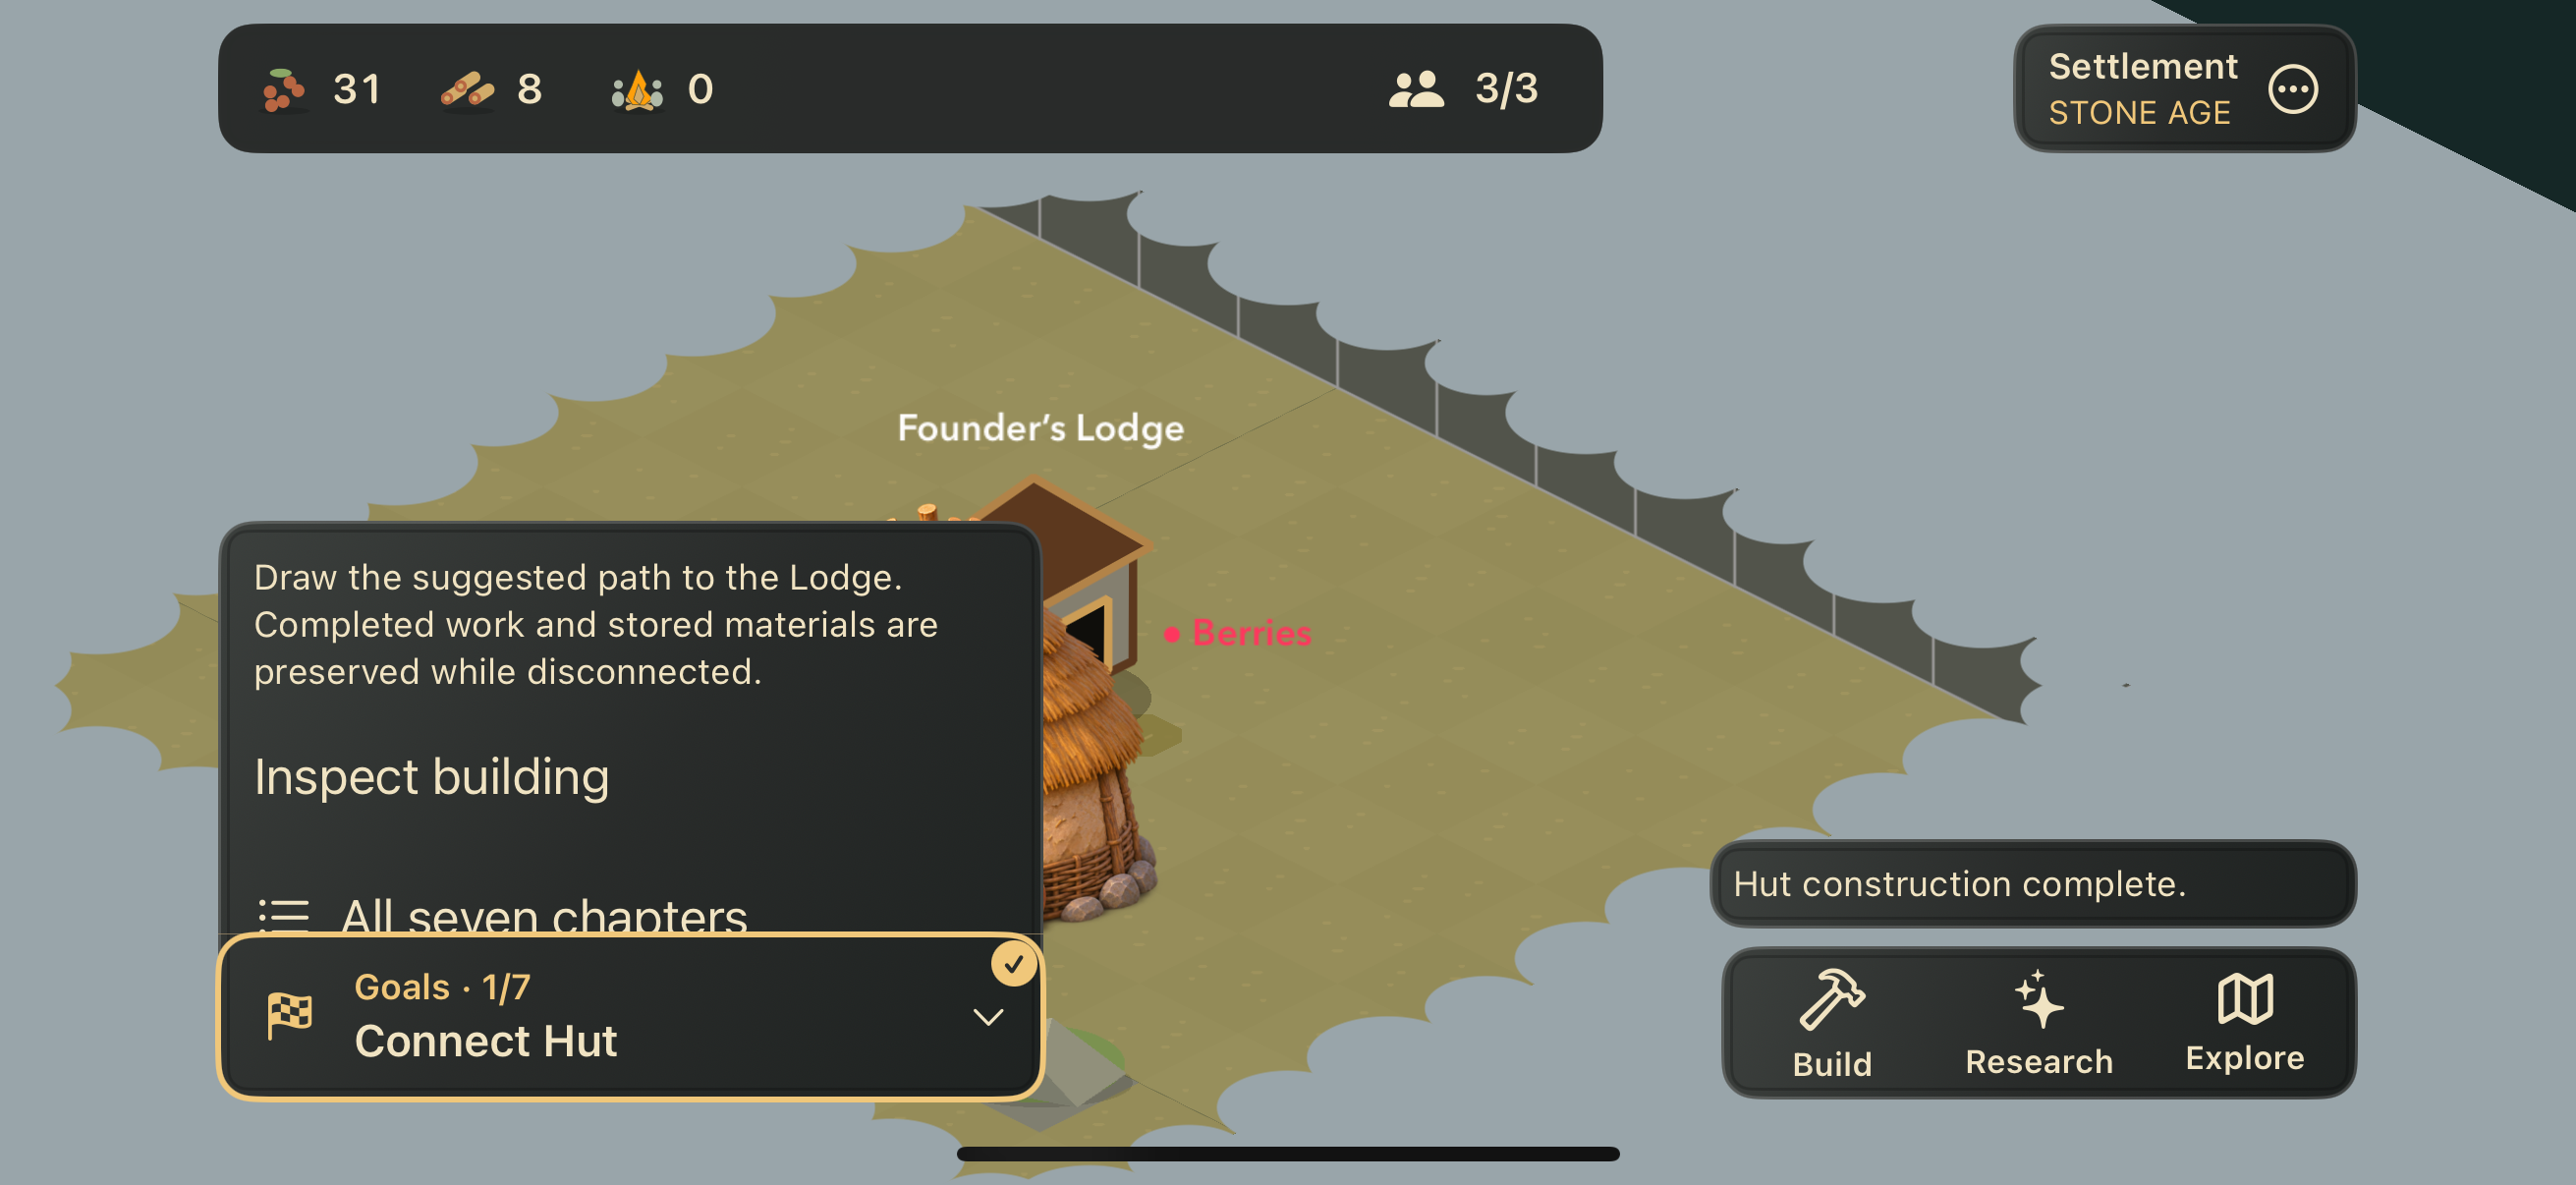 31
8
0
3/3
Settlement
STONE AGE
Founder’s Lodge
Berries
Draw the suggested path to the Lodge.
Completed work and stored materials are
preserved while disconnected.
Inspect building
All seven chapters
Goals · 1/7
Connect Hut
Hut construction complete.
Build
Research
Explore